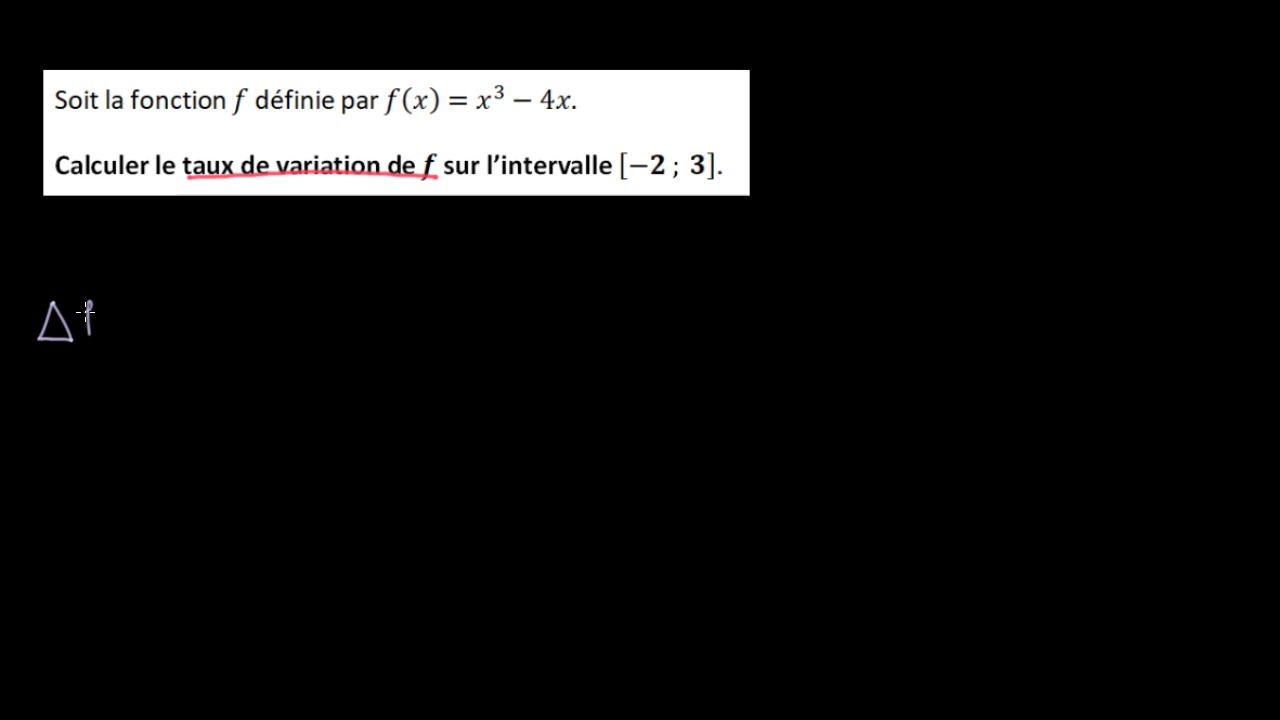 Soit la fonction f définie par f(x) = x³ − 4x.
Calculer le taux de variation de f sur l’intervalle [−2 ; 3].
Δf